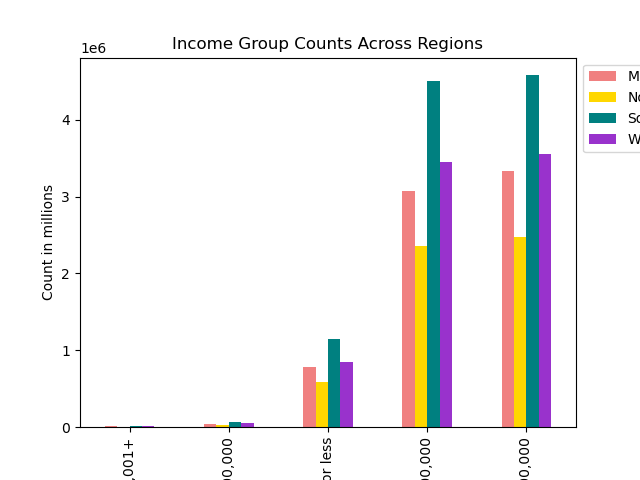 Income Group Counts Across Regions
1e6
4
3
2
1
0
Count in millions
,001+
00,000
or less
00,000
00,000
M
No
So
W